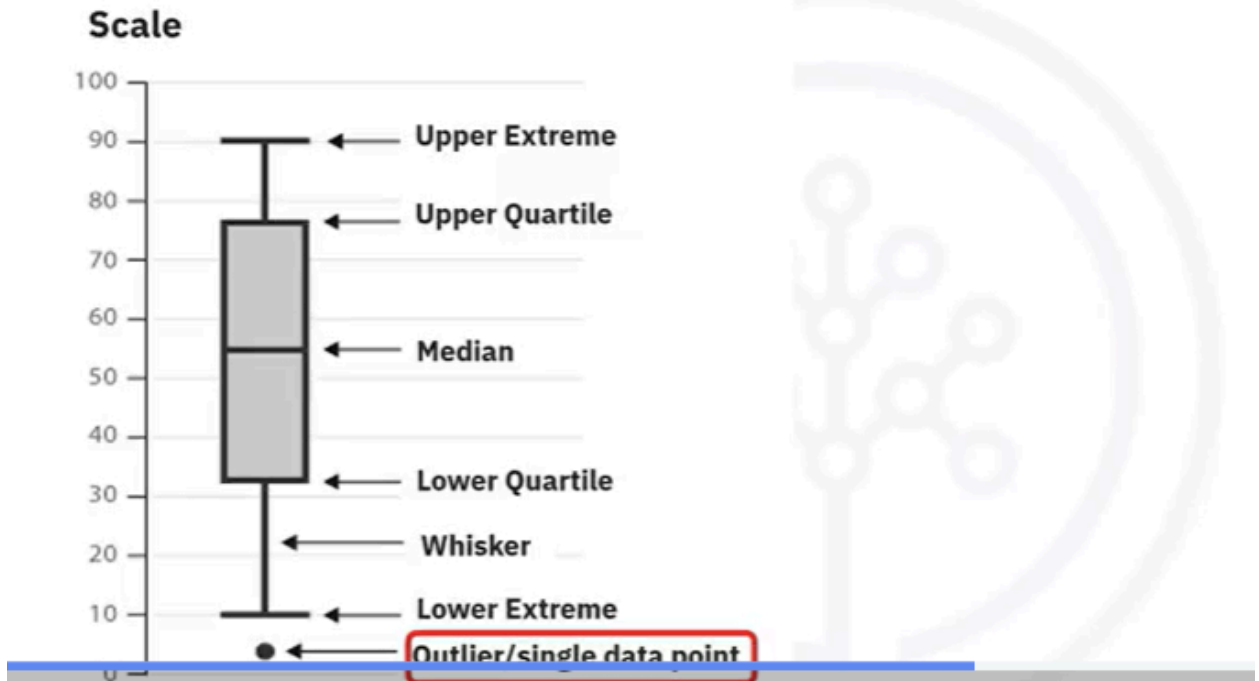 Scale
100
90
Upper Extreme
80
Upper Quartile
70
60
Median
50
40
Lower Quartile
30
Whisker
20
Lower Extreme
10
Outlier/single data point
0